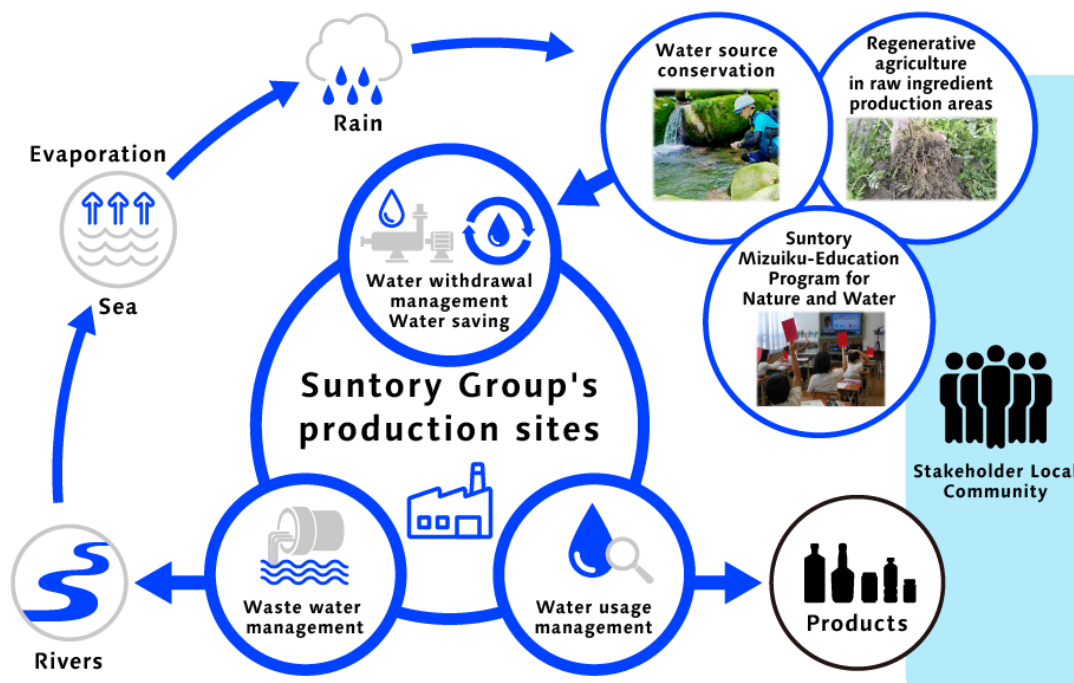 Water source
conservation
Regenerative
agriculture
in raw ingredient
production areas
Rain
Evaporation
Sea
Water withdrawal
management
Water saving
Suntory
Mizuiku-Education
Program for
Nature and Water
Suntory Group's
production sites
Stakeholder Local
Community
Waste water
management
Water usage
management
Products
Rivers